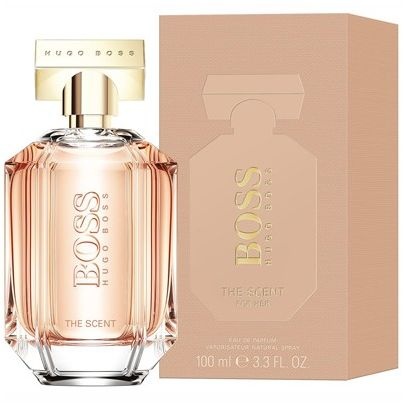 HUGO BOSS
BOSS
HUGO BOSS
THE SCENT
BOSS
HUGO BOSS
THE SCENT
FOR HER
EAU DE PARFUM
VAPORISATEUR NATURAL SPRAY
100 ml ℮ 3.3 FL. OZ.